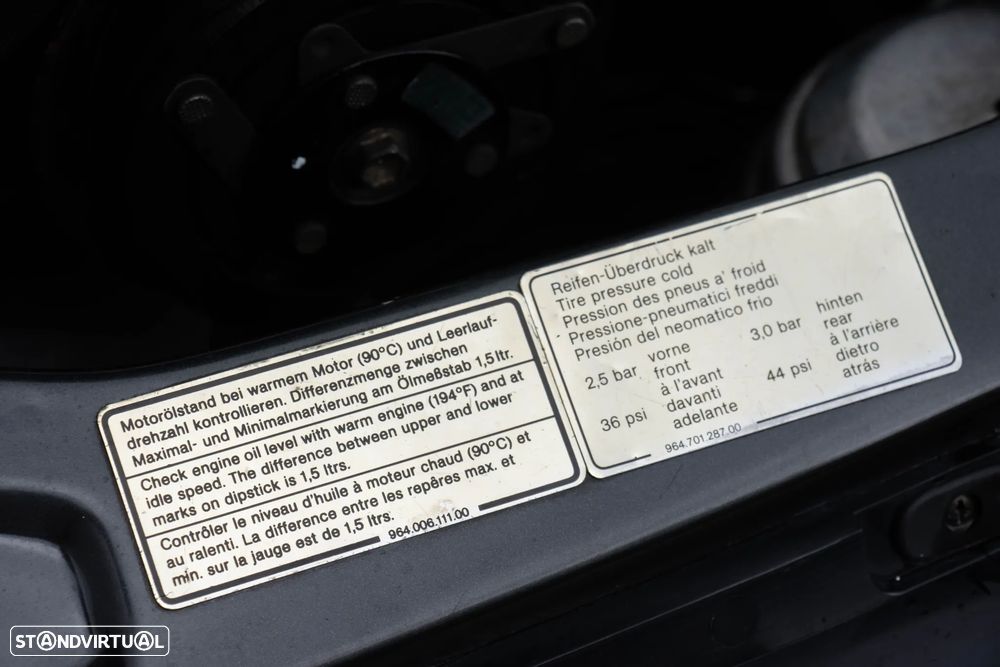 Motorölstand bei warmem Motor (90°C) und Leerlauf-
drehzahl kontrollieren. Differenzmenge zwischen
Maximal- und Minimalmarkierung am Ölmeßstab 1,5 ltr.
Check engine oil level with warm engine (194°F) and at
idle speed. The difference between upper and lower
marks on dipstick is 1,5 ltrs.
Contrôler le niveau d'huile à moteur chaud (90°C) et
au ralenti. La difference entre les repêres max. et
min. sur la jauge est de 1,5 ltrs.
964.006.111.00
Reifen-Überdruck kalt
Tire pressure cold
Pression des pneus a' froid
Pressione-pneumatici freddi
Presión del neomatico frio
2,5 bar
36 psi
vorne
front
à l'avant
davanti
adelante
3,0 bar
44 psi
hinten
rear
à l'arrière
dietro
atrás
964.701.287.00
STANDVIRTUAL